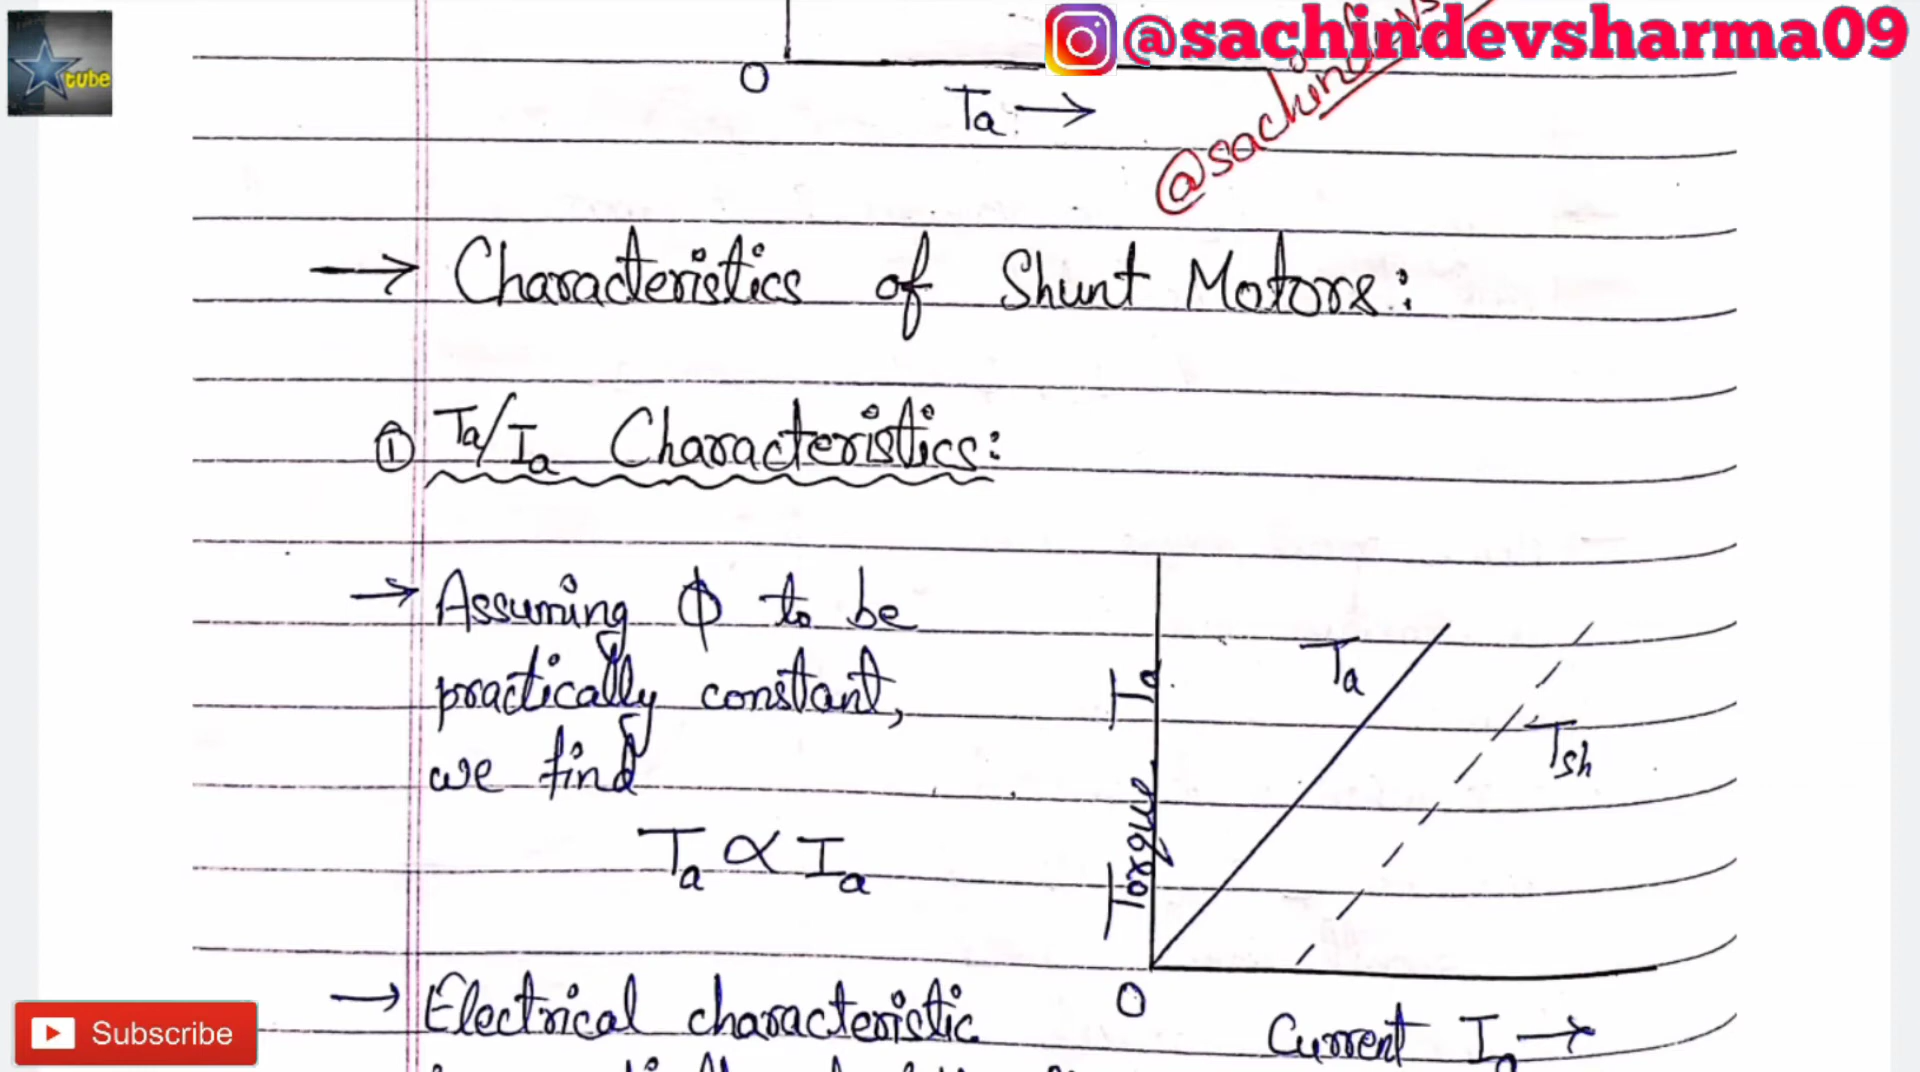 tube
@sachindevsharma09
O
Ta →
→ Characteristics of Shunt Motors:
① Ta/Ia Characteristics:
→ Assuming ϕ to be
practically constant,
we find
Ta ∝ Ia
Torque Ta
Ta
Tsh
O
Current Ia →
→ Electrical characteristic
Subscribe